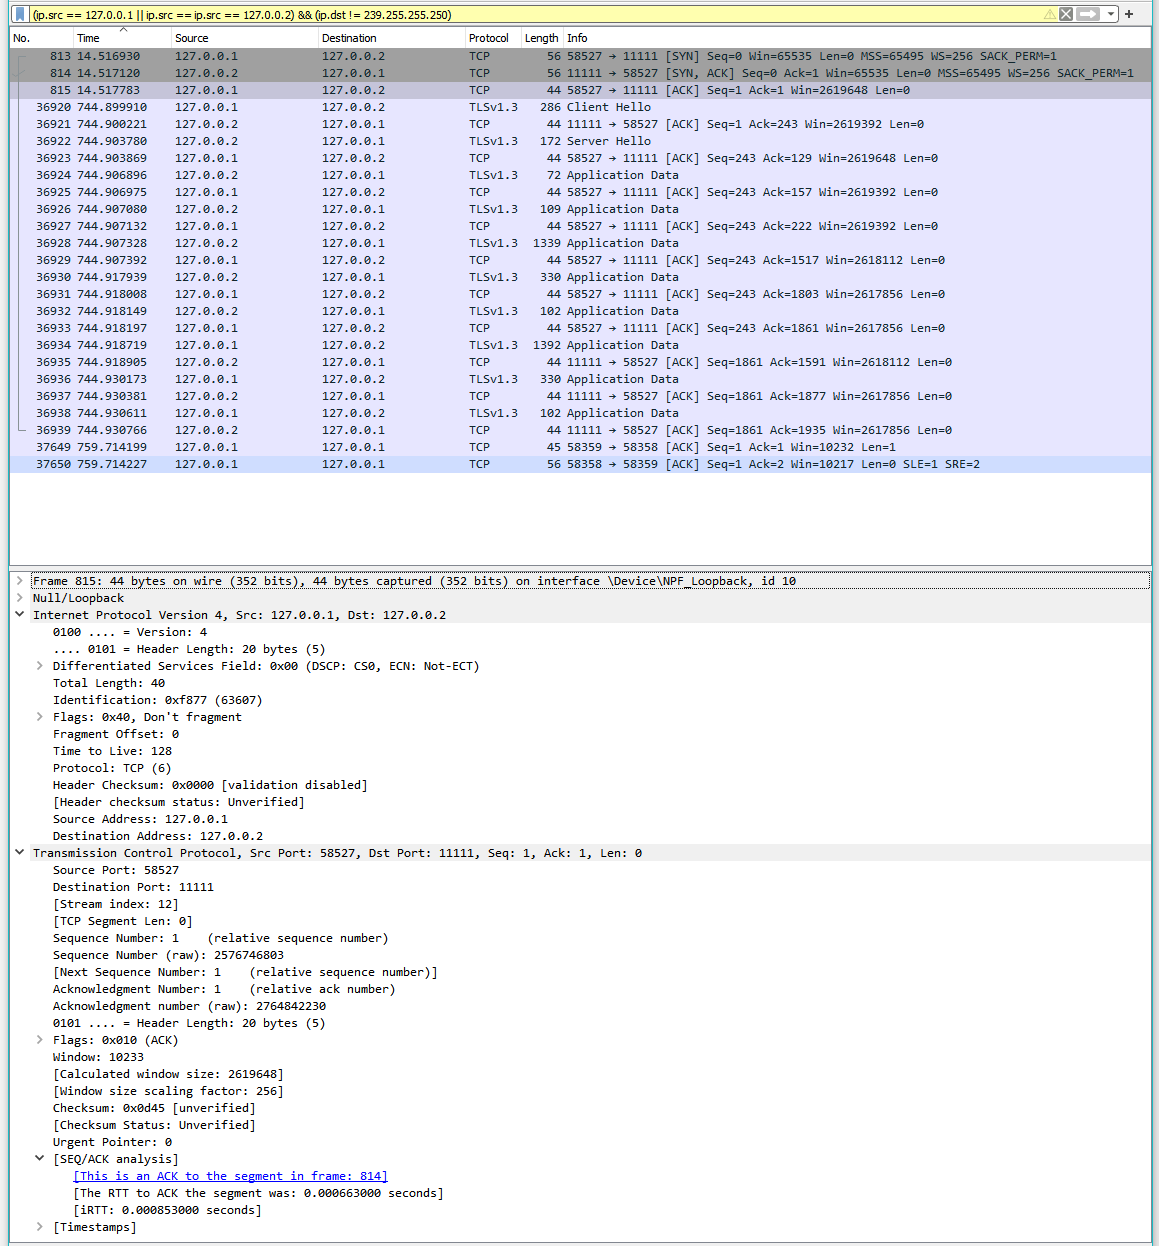 (ip.src == 127.0.0.1 || ip.src == ip.src == 127.0.0.2) && (ip.dst != 239.255.255.250)
No. Time Source Destination Protocol Length Info
813 14.516930 127.0.0.1 127.0.0.2 TCP 56 58527 → 11111 [SYN] Seq=0 Win=65535 Len=0 MSS=65495 WS=256 SACK_PERM=1
814 14.517120 127.0.0.2 127.0.0.1 TCP 56 11111 → 58527 [SYN, ACK] Seq=0 Ack=1 Win=65535 Len=0 MSS=65495 WS=256 SACK_PERM=1
815 14.517783 127.0.0.1 127.0.0.2 TCP 44 58527 → 11111 [ACK] Seq=1 Ack=1 Win=2619648 Len=0
36920 744.899910 127.0.0.1 127.0.0.2 TLSv1.3 286 Client Hello
36921 744.900221 127.0.0.2 127.0.0.1 TCP 44 11111 → 58527 [ACK] Seq=1 Ack=243 Win=2619392 Len=0
36922 744.903780 127.0.0.2 127.0.0.1 TLSv1.3 172 Server Hello
36923 744.903869 127.0.0.1 127.0.0.2 TCP 44 58527 → 11111 [ACK] Seq=243 Ack=129 Win=2619648 Len=0
36924 744.906896 127.0.0.2 127.0.0.1 TLSv1.3 72 Application Data
36925 744.906975 127.0.0.1 127.0.0.2 TCP 44 58527 → 11111 [ACK] Seq=243 Ack=157 Win=2619392 Len=0
36926 744.907080 127.0.0.2 127.0.0.1 TLSv1.3 109 Application Data
36927 744.907132 127.0.0.1 127.0.0.2 TCP 44 58527 → 11111 [ACK] Seq=243 Ack=222 Win=2619392 Len=0
36928 744.907328 127.0.0.2 127.0.0.1 TLSv1.3 1339 Application Data
36929 744.907392 127.0.0.1 127.0.0.2 TCP 44 58527 → 11111 [ACK] Seq=243 Ack=1517 Win=2618112 Len=0
36930 744.917939 127.0.0.2 127.0.0.1 TLSv1.3 330 Application Data
36931 744.918008 127.0.0.1 127.0.0.2 TCP 44 58527 → 11111 [ACK] Seq=243 Ack=1803 Win=2617856 Len=0
36932 744.918149 127.0.0.2 127.0.0.1 TLSv1.3 102 Application Data
36933 744.918197 127.0.0.1 127.0.0.2 TCP 44 58527 → 11111 [ACK] Seq=243 Ack=1861 Win=2617856 Len=0
36934 744.918719 127.0.0.1 127.0.0.2 TLSv1.3 1392 Application Data
36935 744.918905 127.0.0.2 127.0.0.1 TCP 44 11111 → 58527 [ACK] Seq=1861 Ack=1591 Win=2618112 Len=0
36936 744.930173 127.0.0.1 127.0.0.2 TLSv1.3 330 Application Data
36937 744.930381 127.0.0.2 127.0.0.1 TCP 44 11111 → 58527 [ACK] Seq=1861 Ack=1877 Win=2617856 Len=0
36938 744.930611 127.0.0.1 127.0.0.2 TLSv1.3 102 Application Data
36939 744.930766 127.0.0.2 127.0.0.1 TCP 44 11111 → 58527 [ACK] Seq=1861 Ack=1935 Win=2617856 Len=0
37649 759.714199 127.0.0.1 127.0.0.1 TCP 45 58359 → 58358 [ACK] Seq=1 Ack=1 Win=10232 Len=1
37650 759.714227 127.0.0.1 127.0.0.1 TCP 56 58358 → 58359 [ACK] Seq=1 Ack=2 Win=10217 Len=0 SLE=1 SRE=2
Frame 815: 44 bytes on wire (352 bits), 44 bytes captured (352 bits) on interface \Device\NPF_Loopback, id 10
Null/Loopback
Internet Protocol Version 4, Src: 127.0.0.1, Dst: 127.0.0.2
0100 .... = Version: 4
.... 0101 = Header Length: 20 bytes (5)
Differentiated Services Field: 0x00 (DSCP: CS0, ECN: Not-ECT)
Total Length: 40
Identification: 0xf877 (63607)
Flags: 0x40, Don't fragment
Fragment Offset: 0
Time to Live: 128
Protocol: TCP (6)
Header Checksum: 0x0000 [validation disabled]
[Header checksum status: Unverified]
Source Address: 127.0.0.1
Destination Address: 127.0.0.2
Transmission Control Protocol, Src Port: 58527, Dst Port: 11111, Seq: 1, Ack: 1, Len: 0
Source Port: 58527
Destination Port: 11111
[Stream index: 12]
[TCP Segment Len: 0]
Sequence Number: 1 (relative sequence number)
Sequence Number (raw): 2576746803
[Next Sequence Number: 1 (relative sequence number)]
Acknowledgment Number: 1 (relative ack number)
Acknowledgment number (raw): 2764842230
0101 .... = Header Length: 20 bytes (5)
Flags: 0x010 (ACK)
Window: 10233
[Calculated window size: 2619648]
[Window size scaling factor: 256]
Checksum: 0x0d45 [unverified]
[Checksum Status: Unverified]
Urgent Pointer: 0
[SEQ/ACK analysis]
[This is an ACK to the segment in frame: 814]
[The RTT to ACK the segment was: 0.000663000 seconds]
[iRTT: 0.000853000 seconds]
[Timestamps]